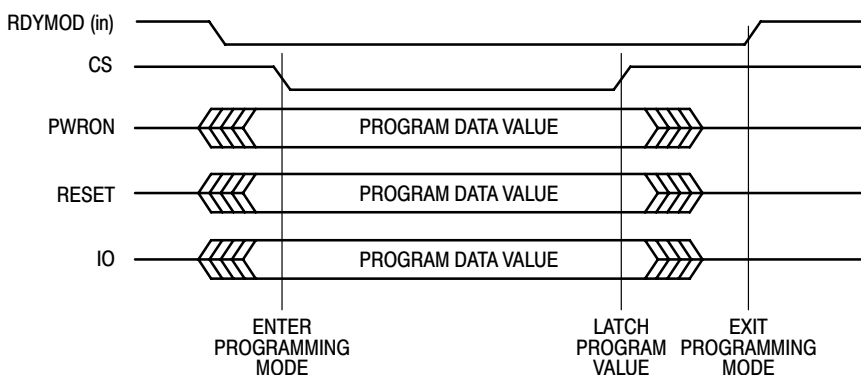 RDYMOD (in)
CS
PWRON
PROGRAM DATA VALUE
RESET
PROGRAM DATA VALUE
IO
PROGRAM DATA VALUE
ENTER
PROGRAMMING
MODE
LATCH
PROGRAM
VALUE
EXIT
PROGRAMMING
MODE